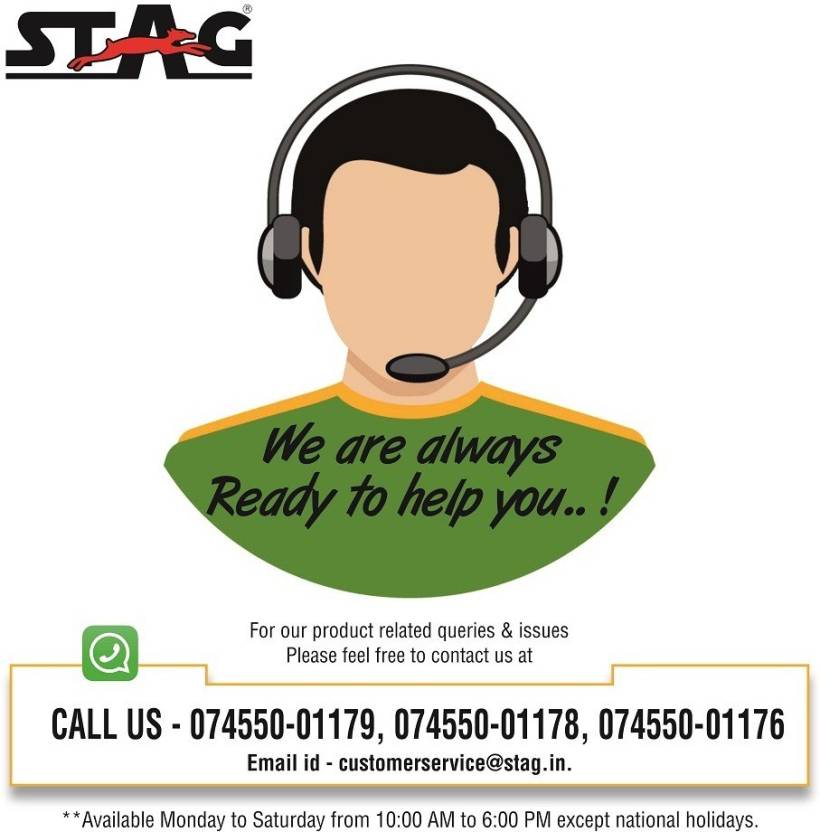 STAG®
We are always
Ready to help you.. !
For our product related queries & issues
Please feel free to contact us at
CALL US - 074550-01179, 074550-01178, 074550-01176
Email id - customerservice@stag.in.
**Available Monday to Saturday from 10:00 AM to 6:00 PM except national holidays.